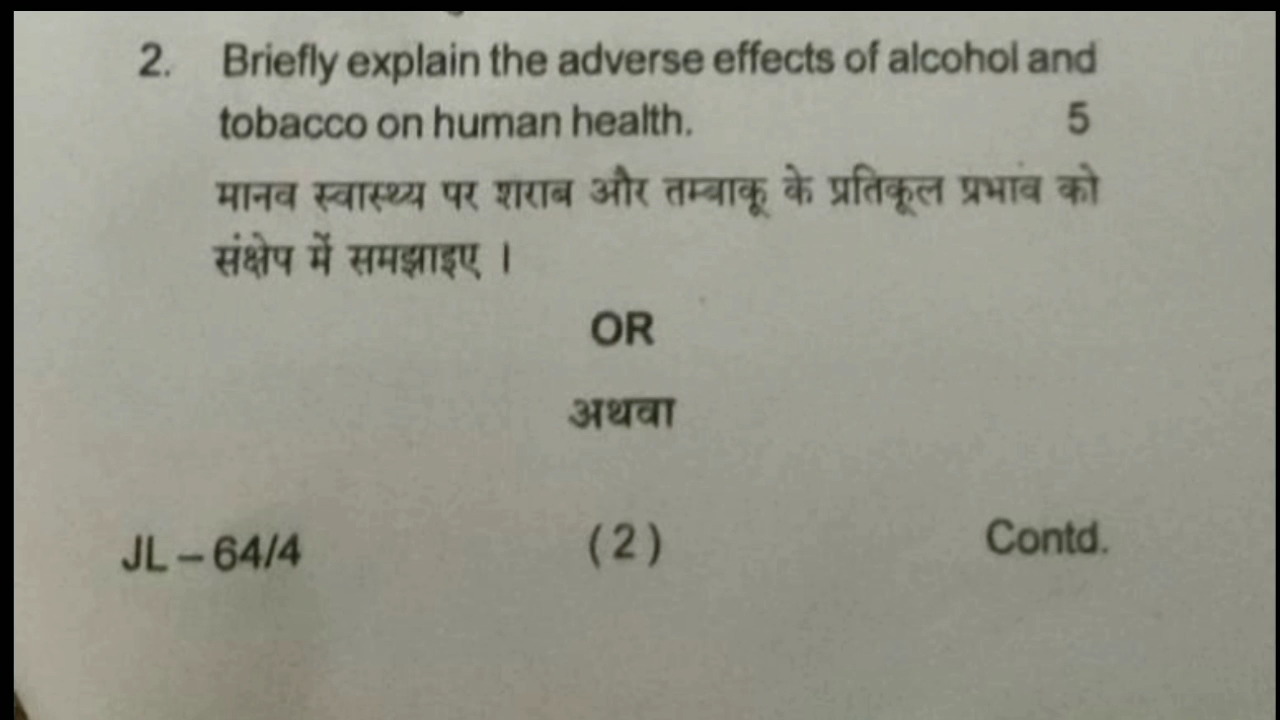 2. Briefly explain the adverse effects of alcohol and
tobacco on human health. 5
मानव स्वास्थ्य पर शराब और तम्बाकू के प्रतिकूल प्रभाव को
संक्षेप में समझाइए ।
OR
अथवा
JL – 64/4 (2) Contd.